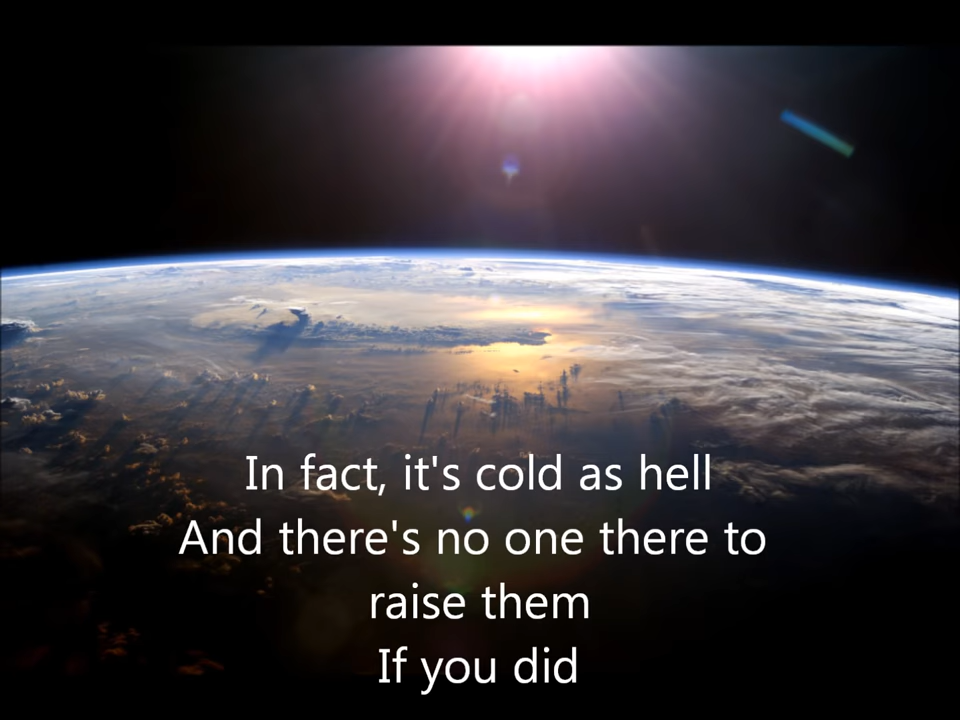 In fact, it's cold as hell
And there's no one there to
raise them
If you did